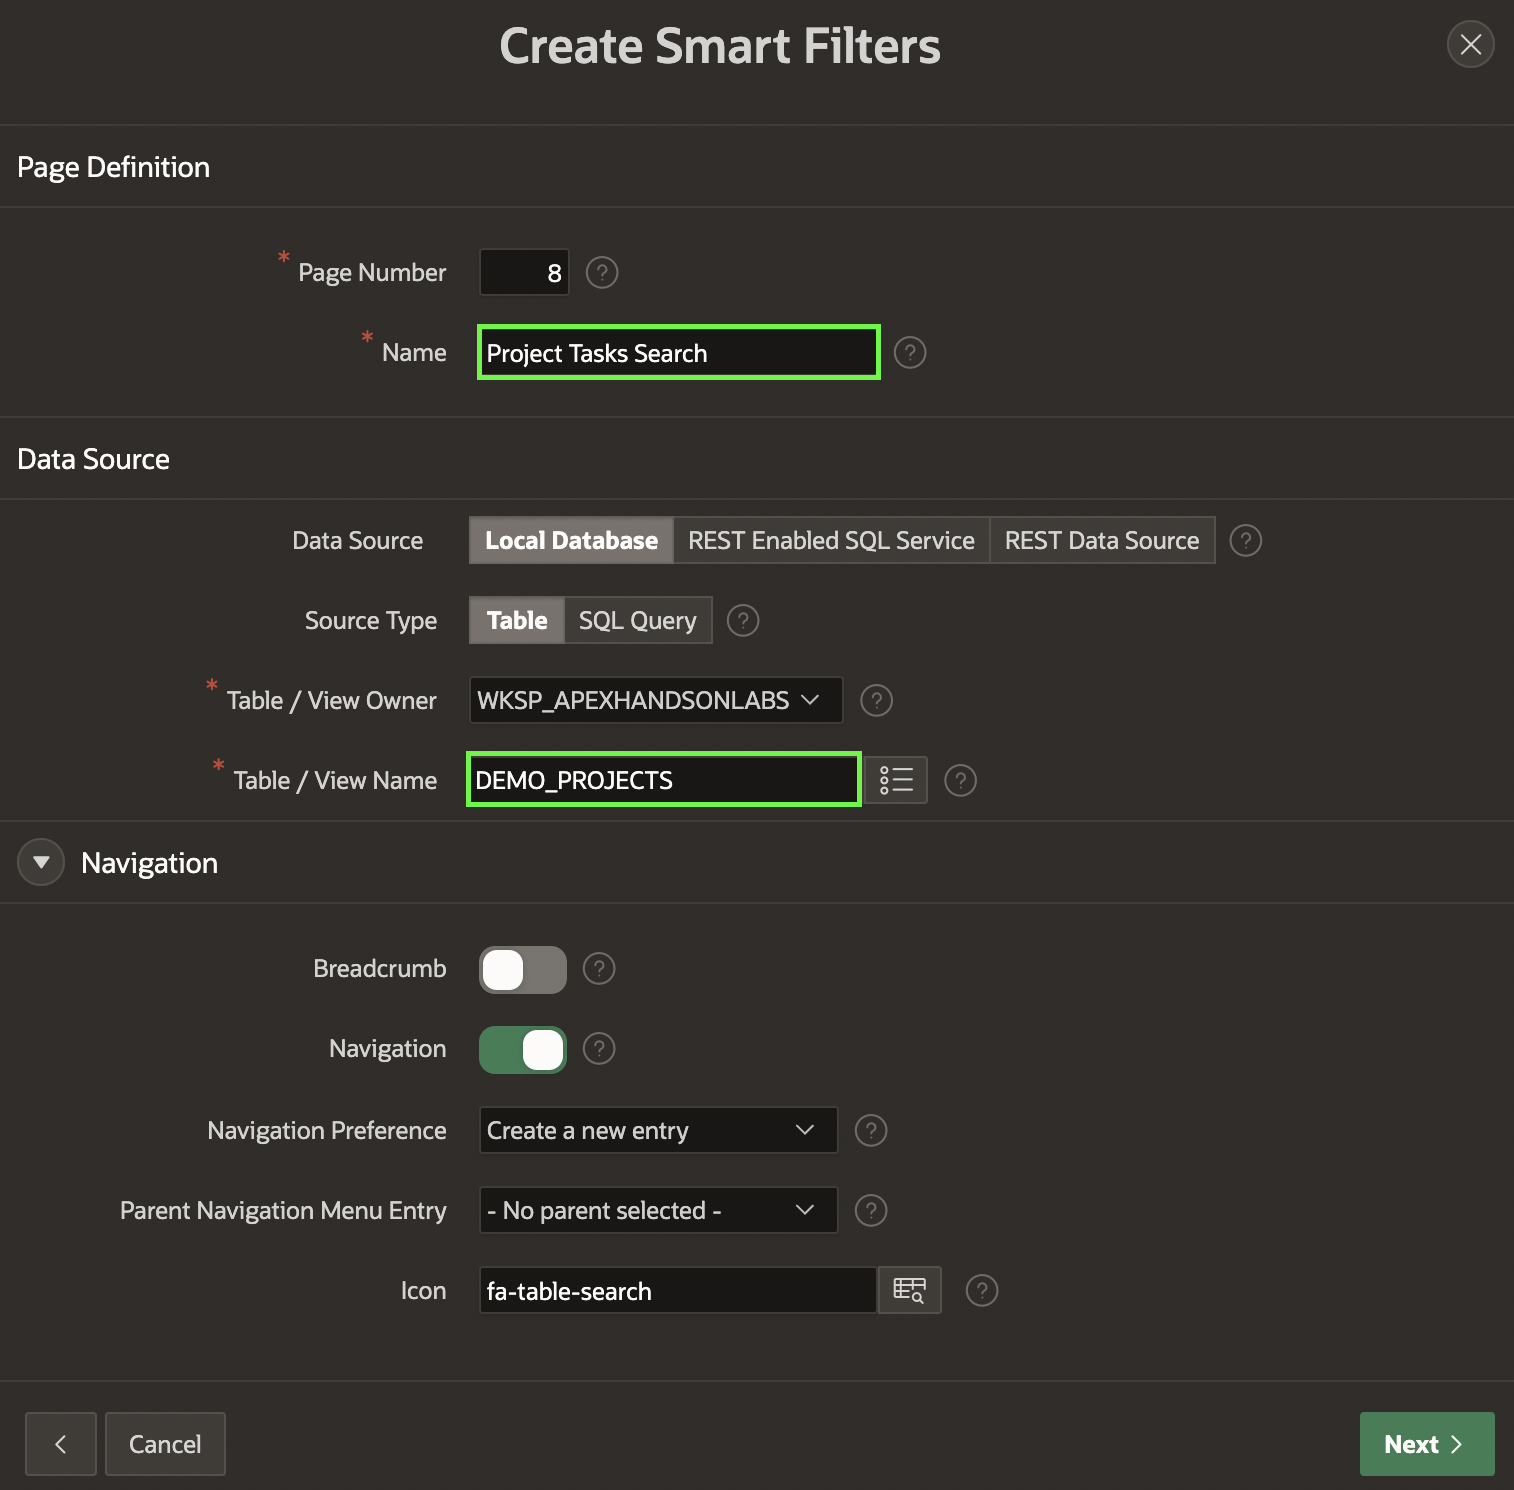 Create Smart Filters
Page Definition
* Page Number 8 ?
* Name Project Tasks Search ?
Data Source
Data Source Local Database REST Enabled SQL Service REST Data Source ?
Source Type Table SQL Query ?
* Table / View Owner WKSP_APEXHANDSONLABS ?
* Table / View Name DEMO_PROJECTS ?
Navigation
Breadcrumb ?
Navigation ?
Navigation Preference Create a new entry ?
Parent Navigation Menu Entry - No parent selected - ?
Icon fa-table-search ?
Cancel Next